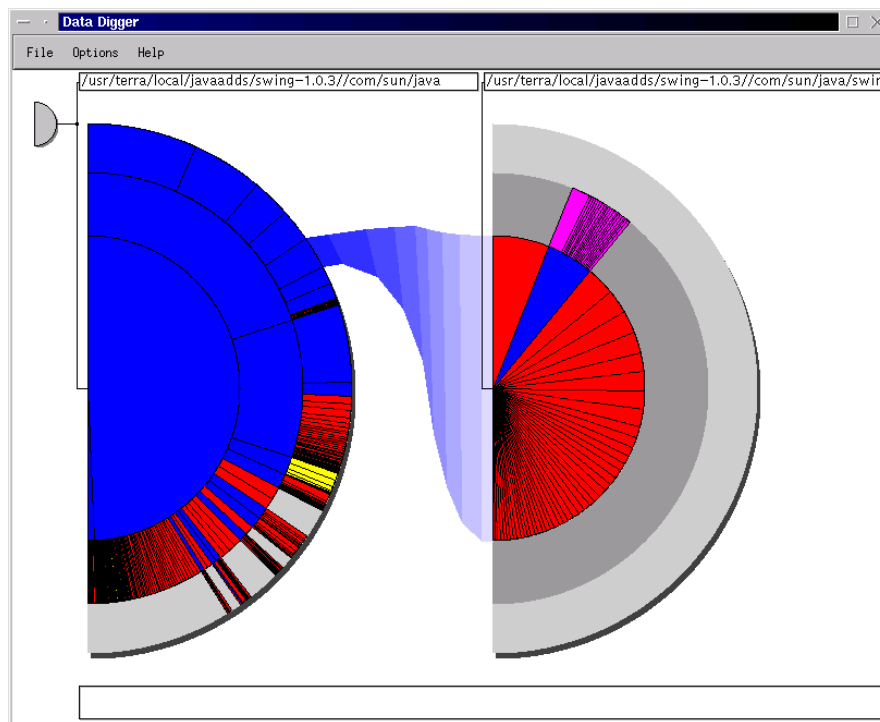 Data Digger
File Options Help
/usr/terra/local/javaadds/swing-1.0.3//com/sun/java
/usr/terra/local/javaadds/swing-1.0.3//com/sun/java/swin